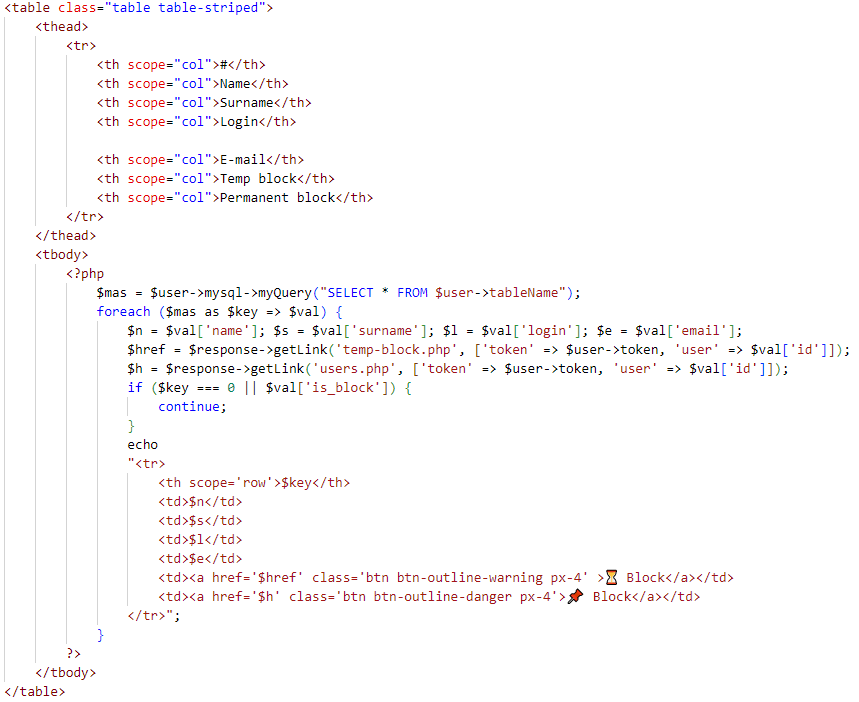 <table class="table table-striped">
    <thead>
        <tr>
            <th scope="col">#</th>
            <th scope="col">Name</th>
            <th scope="col">Surname</th>
            <th scope="col">Login</th>

            <th scope="col">E-mail</th>
            <th scope="col">Temp block</th>
            <th scope="col">Permanent block</th>
        </tr>
    </thead>
    <tbody>
        <?php
            $mas = $user->mysql->myQuery("SELECT * FROM $user->tableName");
            foreach ($mas as $key => $val) {
                $n = $val['name']; $s = $val['surname']; $l = $val['login']; $e = $val['email'];
                $href = $response->getLink('temp-block.php', ['token' => $user->token, 'user' => $val['id']]);
                $h = $response->getLink('users.php', ['token' => $user->token, 'user' => $val['id']]);
                if ($key === 0 || $val['is_block']) {
                    continue;
                }
                echo
                "<tr>
                    <th scope='row'>$key</th>
                    <td>$n</td>
                    <td>$s</td>
                    <td>$l</td>
                    <td>$e</td>
                    <td><a href='$href' class='btn btn-outline-warning px-4' >⌛ Block</a></td>
                    <td><a href='$h' class='btn btn-outline-danger px-4'>📌 Block</a></td>
                </tr>";
            }
        ?>
    </tbody>
</table>